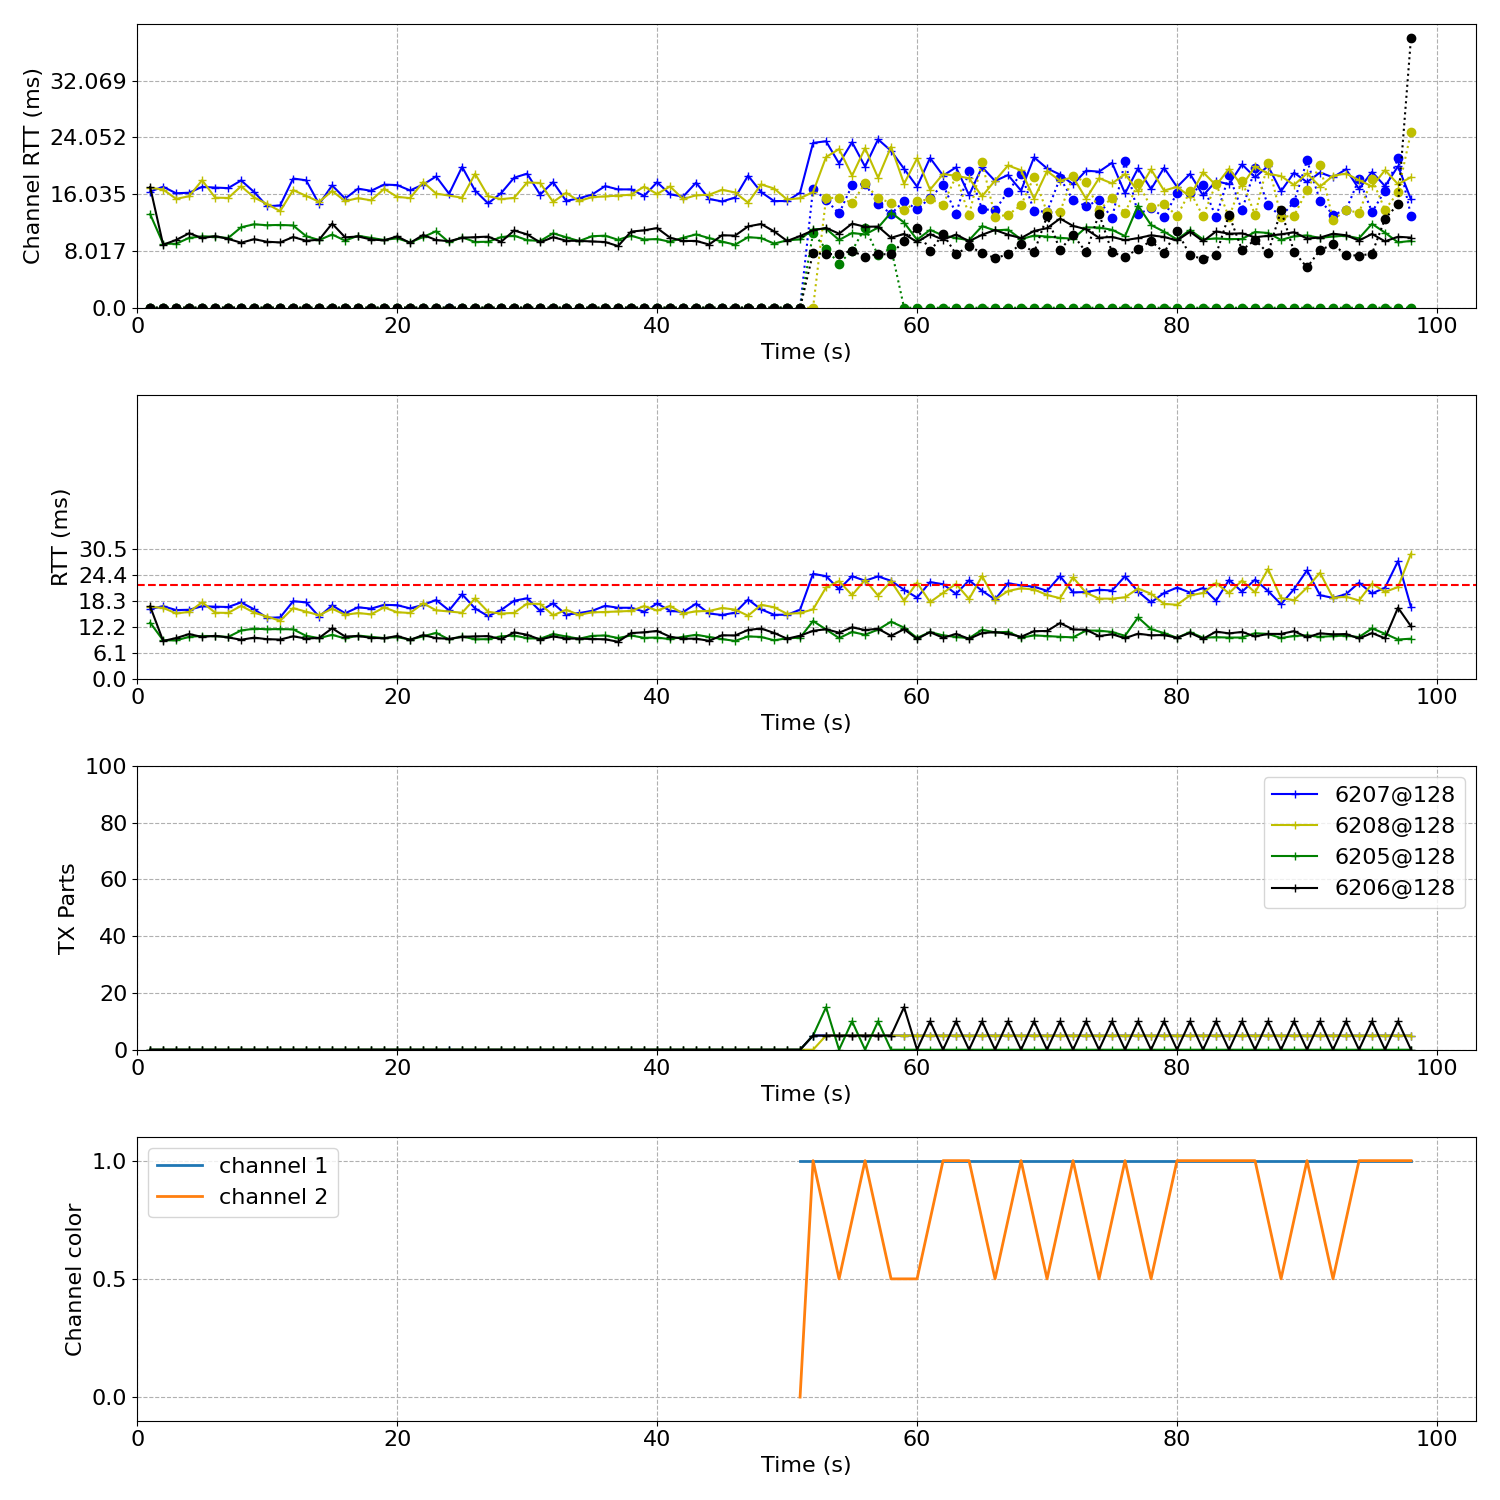 Channel RTT (ms)
32.069
24.052
16.035
8.017
0.0
0 20 40 60 80 100
Time (s)
RTT (ms)
30.5
24.4
18.3
12.2
6.1
0.0
0 20 40 60 80 100
Time (s)
TX Parts
100
80
60
40
20
0
6207@128
6208@128
6205@128
6206@128
0 20 40 60 80 100
Time (s)
Channel color
1.0
0.5
0.0
channel 1
channel 2
0 20 40 60 80 100
Time (s)